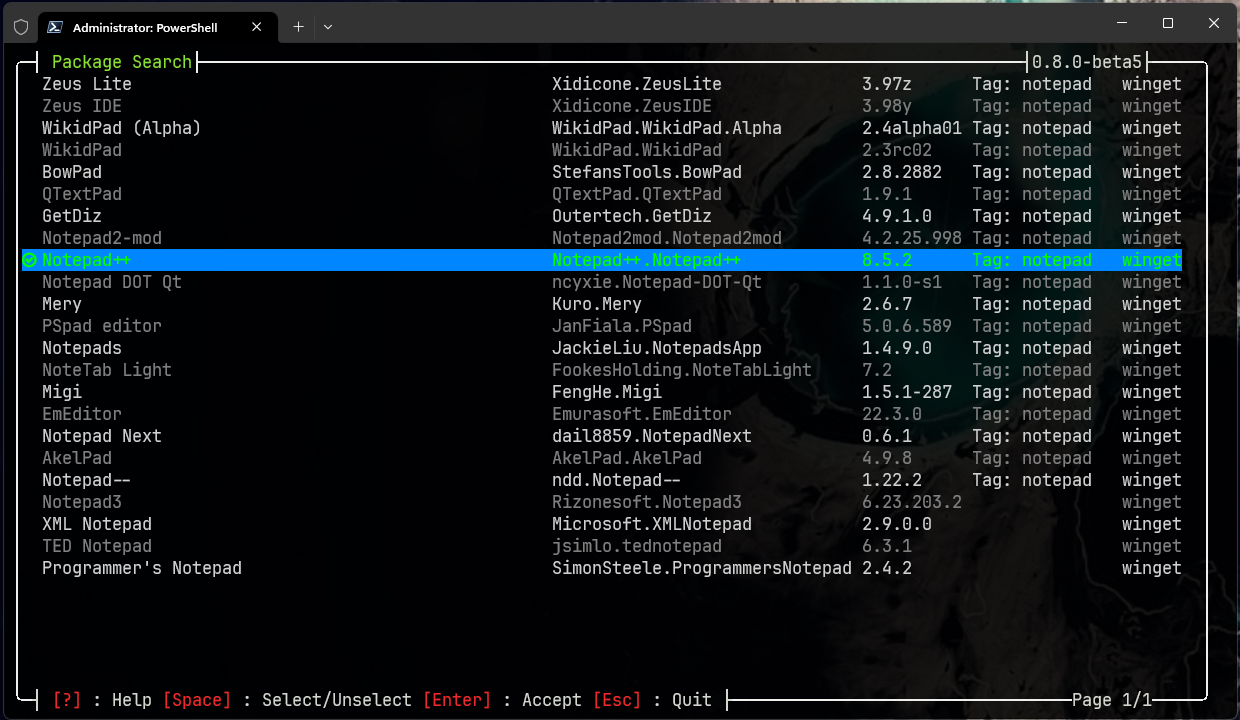 Administrator: PowerShell
Package Search 0.8.0-beta5
Zeus Lite Xidicone.ZeusLite 3.97z Tag: notepad winget
Zeus IDE Xidicone.ZeusIDE 3.98y Tag: notepad winget
WikidPad (Alpha) WikidPad.WikidPad.Alpha 2.4alpha01 Tag: notepad winget
WikidPad WikidPad.WikidPad 2.3rc02 Tag: notepad winget
BowPad StefansTools.BowPad 2.8.2882 Tag: notepad winget
QTextPad QTextPad.QTextPad 1.9.1 Tag: notepad winget
GetDiz Outertech.GetDiz 4.9.1.0 Tag: notepad winget
Notepad2-mod Notepad2mod.Notepad2mod 4.2.25.998 Tag: notepad winget
Notepad++ Notepad++.Notepad++ 8.5.2 Tag: notepad winget
Notepad DOT Qt ncyxie.Notepad-DOT-Qt 1.1.0-s1 Tag: notepad winget
Mery Kuro.Mery 2.6.7 Tag: notepad winget
PSpad editor JanFiala.PSpad 5.0.6.589 Tag: notepad winget
Notepads JackieLiu.NotepadsApp 1.4.9.0 Tag: notepad winget
NoteTab Light FookesHolding.NoteTabLight 7.2 Tag: notepad winget
Migi FengHe.Migi 1.5.1-287 Tag: notepad winget
EmEditor Emurasoft.EmEditor 22.3.0 Tag: notepad winget
Notepad Next dail8859.NotepadNext 0.6.1 Tag: notepad winget
AkelPad AkelPad.AkelPad 4.9.8 Tag: notepad winget
Notepad-- ndd.Notepad-- 1.22.2 Tag: notepad winget
Notepad3 Rizonesoft.Notepad3 6.23.203.2 winget
XML Notepad Microsoft.XMLNotepad 2.9.0.0 winget
TED Notepad jsimlo.tednotepad 6.3.1 winget
Programmer's Notepad SimonSteele.ProgrammersNotepad 2.4.2 winget
[?] : Help [Space] : Select/Unselect [Enter] : Accept [Esc] : Quit Page 1/1